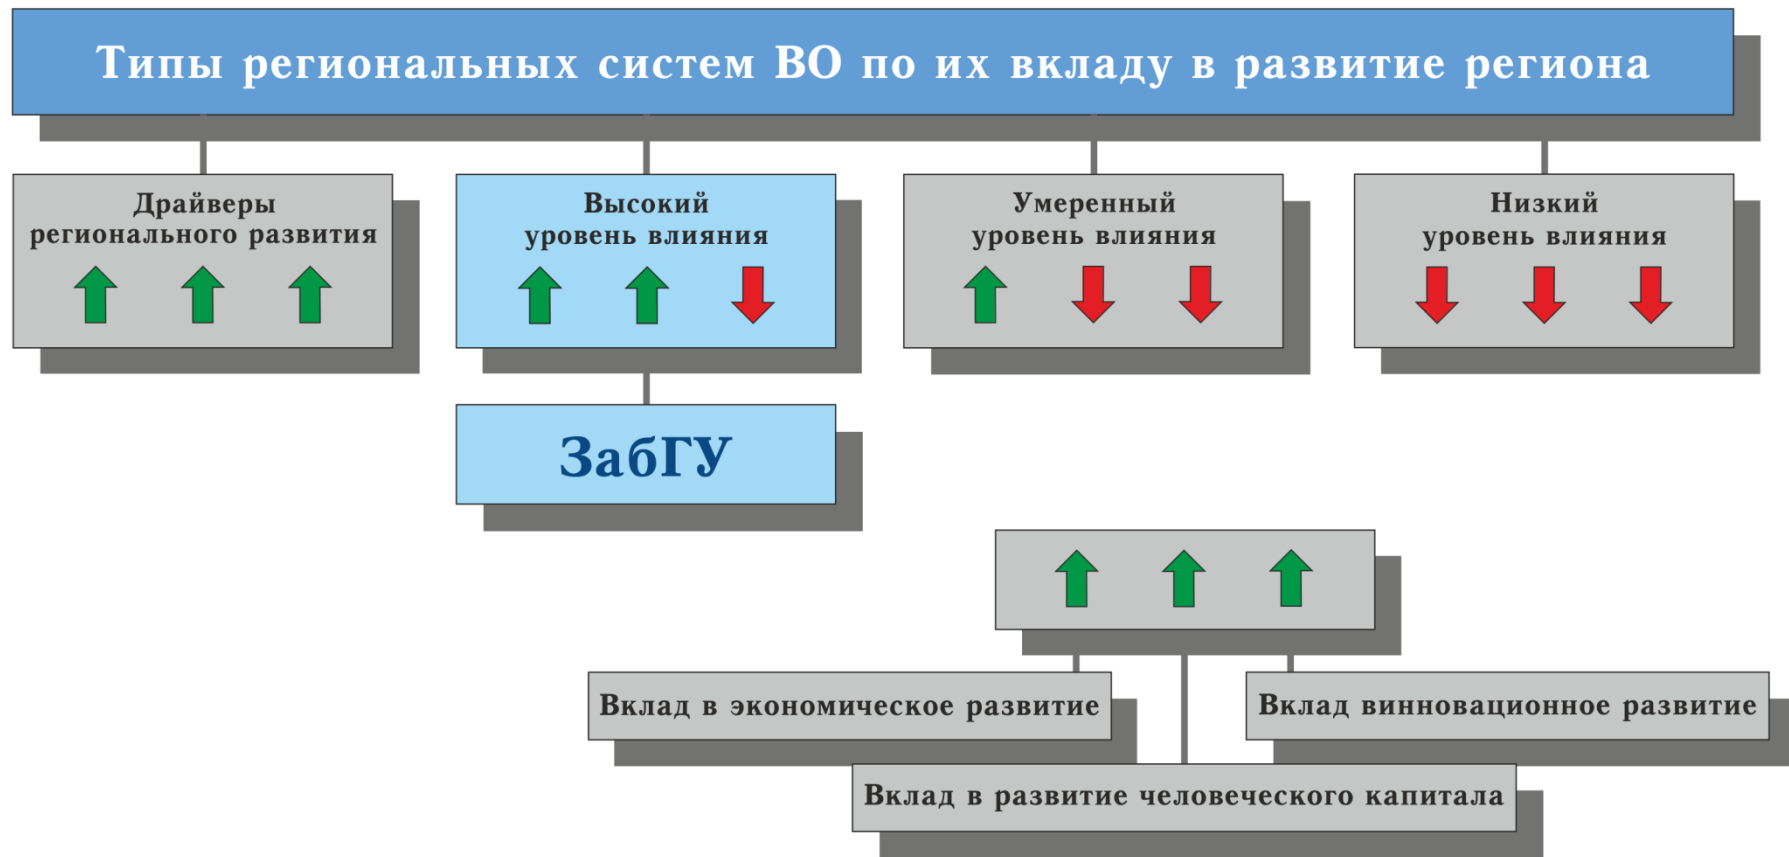 Типы региональных систем ВО по их вкладу в развитие региона
Драйверы
регионального развития
Высокий
уровень влияния
Умеренный
уровень влияния
Низкий
уровень влияния
ЗабГУ
Вклад в экономическое развитие
Вклад винновационное развитие
Вклад в развитие человеческого капитала